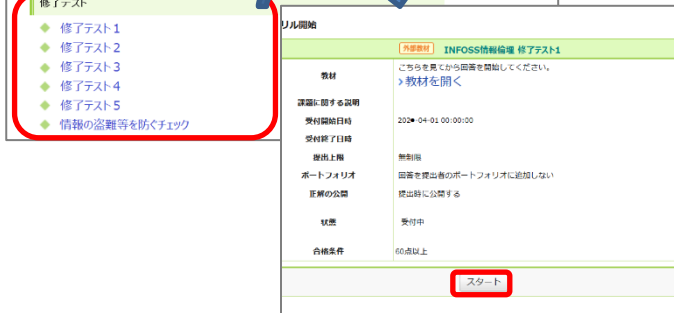 修了テスト
修了テスト1
修了テスト2
修了テスト3
修了テスト4
修了テスト5
情報の盗難等を防ぐチェック
リル開始
外部教材 INFOSS情報倫理 修了テスト1
教材 こちらを見てから回答を開始してください。
>教材を開く
課題に関する説明
受付開始日時 202●-04-01 00:00:00
受付終了日時
提出上限 無制限
ポートフォリオ 回答を提出者のポートフォリオに追加しない
正解の公開 提出時に公開する
状態 受付中
合格条件 60点以上
スタート